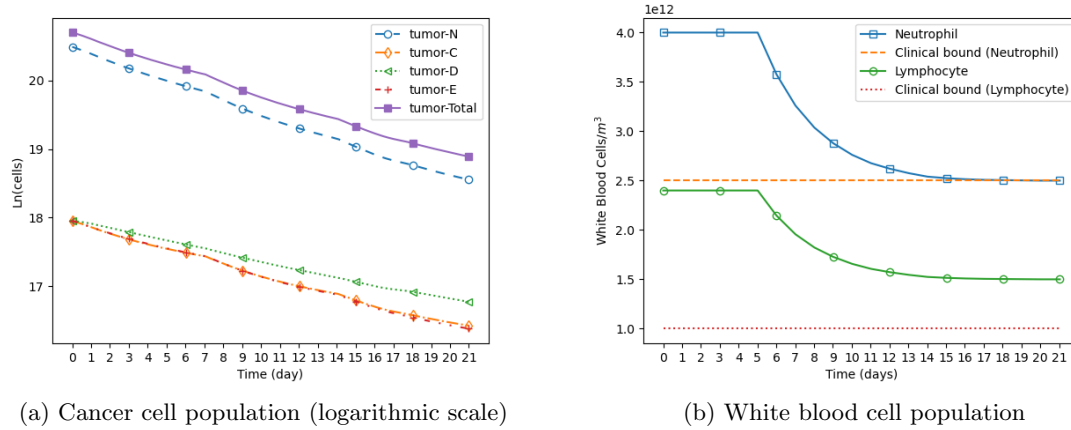 tumor-N
tumor-C
tumor-D
tumor-E
tumor-Total
20
19
18
17
Ln(cells)
0 1 2 3 4 5 6 7 8 9 10 11 12 13 14 15 16 17 18 19 20 21
Time (day)
(a) Cancer cell population (logarithmic scale)
1e12
Neutrophil
Clinical bound (Neutrophil)
Lymphocyte
Clinical bound (Lymphocyte)
4.0
3.5
3.0
2.5
2.0
1.5
1.0
White Blood Cells/m³
0 1 2 3 4 5 6 7 8 9 10 11 12 13 14 15 16 17 18 19 20 21
Time (days)
(b) White blood cell population